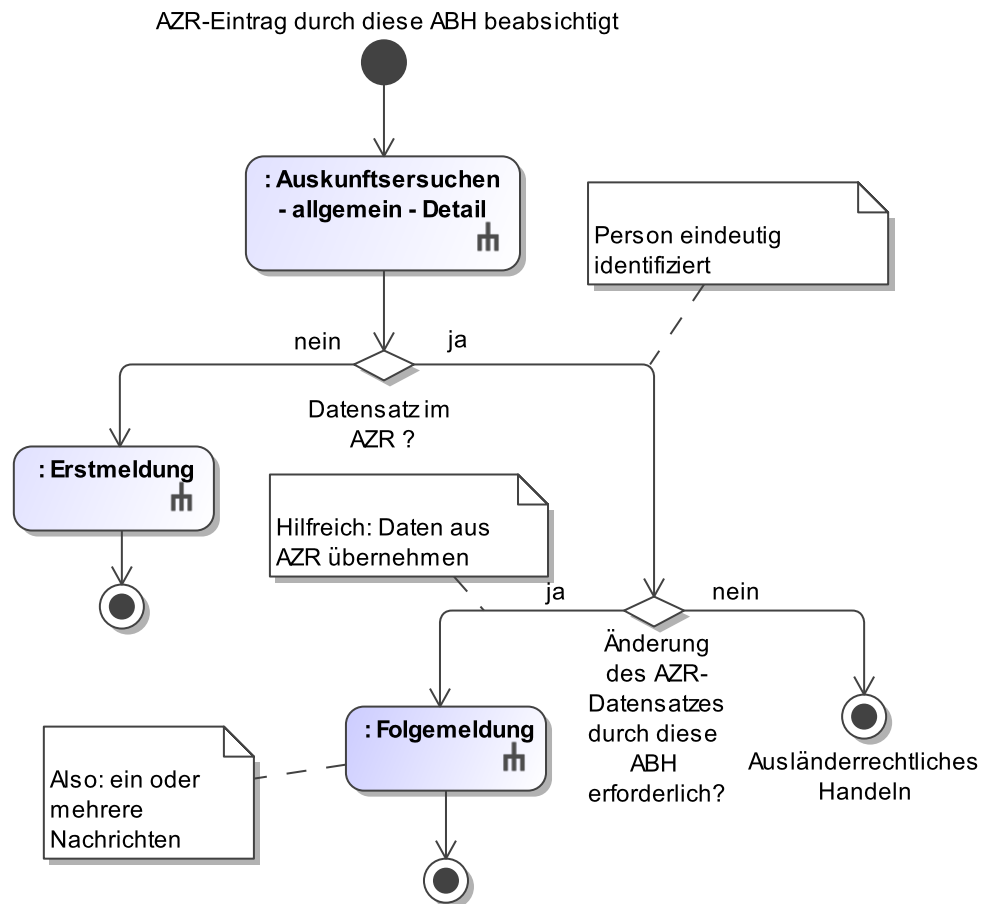 AZR-Eintrag durch diese ABH beabsichtigt
: Auskunftsersuchen
- allgemein - Detail
Person eindeutig
identifiziert
nein
ja
Datensatz im
AZR ?
: Erstmeldung
Hilfreich: Daten aus
AZR übernehmen
ja
nein
Änderung
des AZR-
Datensatzes
durch diese
ABH
erforderlich?
: Folgemeldung
Also: ein oder
mehrere
Nachrichten
Ausländerrechtliches
Handeln